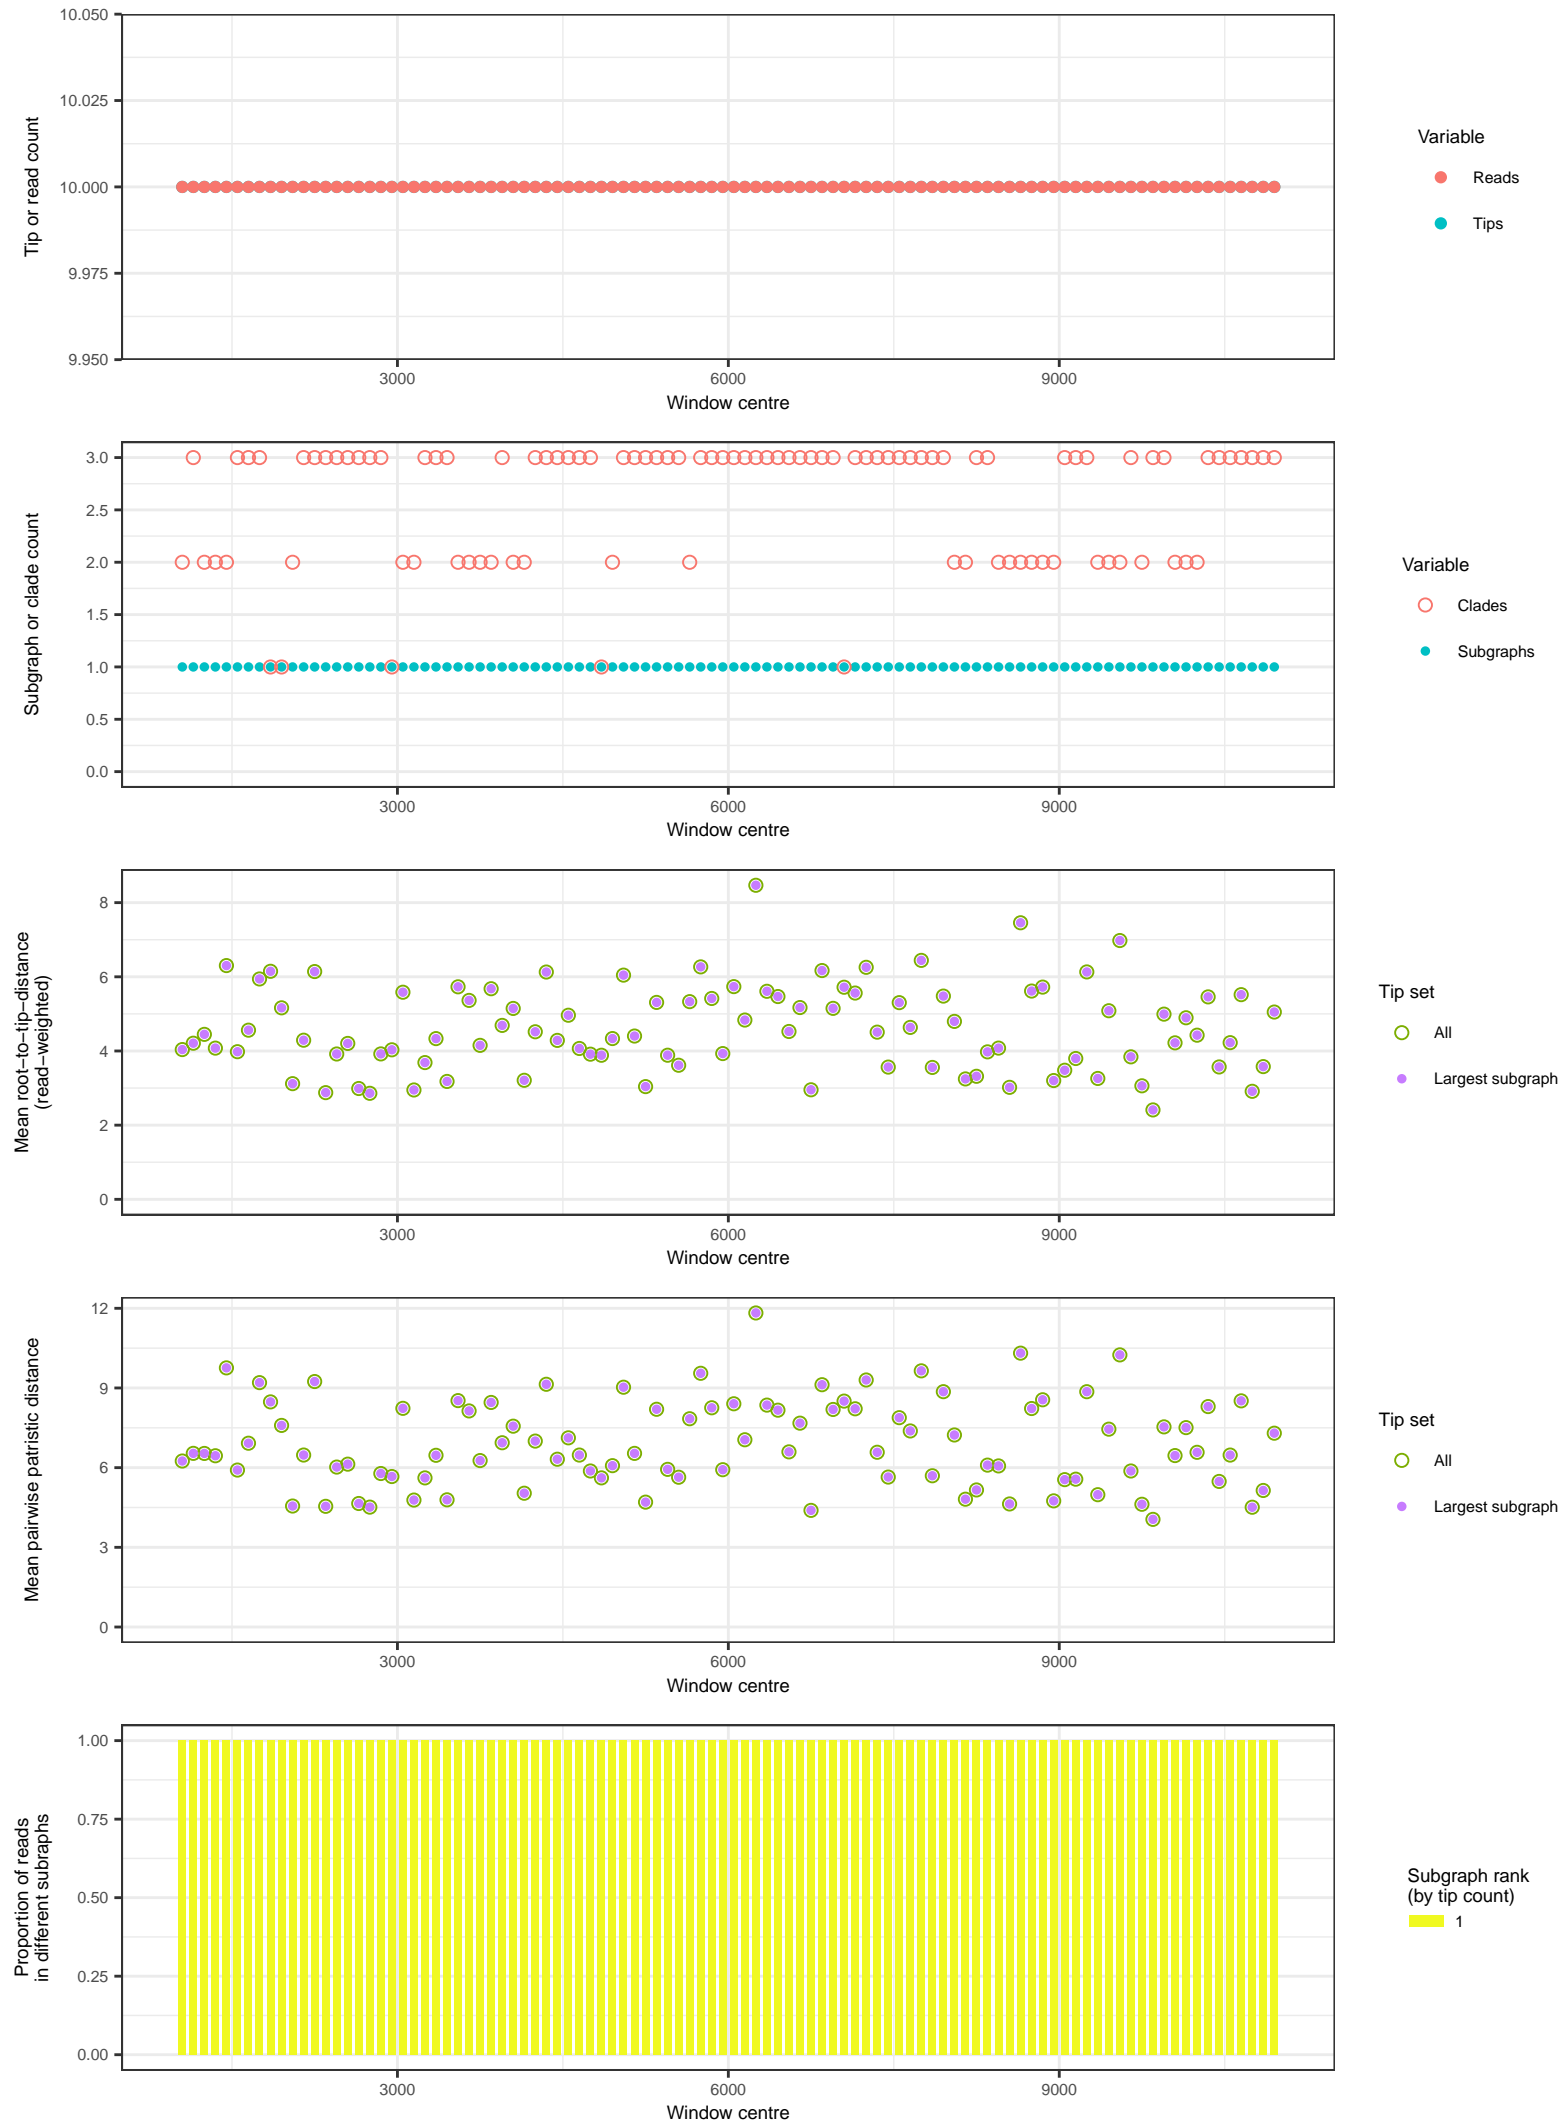 10.050
10.025
10.000
9.975
9.950
Tip or read count
3000 6000 9000
Window centre
Variable
Reads
Tips
3.0
2.5
2.0
1.5
1.0
0.5
0.0
Subgraph or clade count
3000 6000 9000
Window centre
Variable
Clades
Subgraphs
8
6
4
2
0
Mean root−to−tip−distance
(read−weighted)
3000 6000 9000
Window centre
Tip set
All
Largest subgraph
12
9
6
3
0
Mean pairwise patristic distance
3000 6000 9000
Window centre
Tip set
All
Largest subgraph
1.00
0.75
0.50
0.25
0.00
Proportion of reads
in different subraphs
3000 6000 9000
Window centre
Subgraph rank
(by tip count)
1